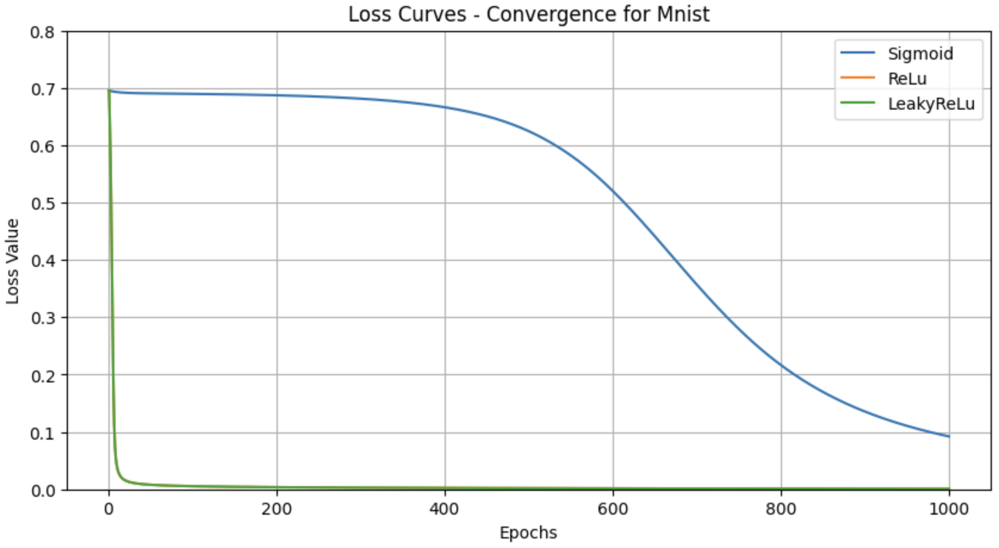 Loss Curves - Convergence for Mnist
Sigmoid
ReLu
LeakyReLu
0.8
0.7
0.6
0.5
0.4
0.3
0.2
0.1
0.0
Loss Value
0 200 400 600 800 1000
Epochs